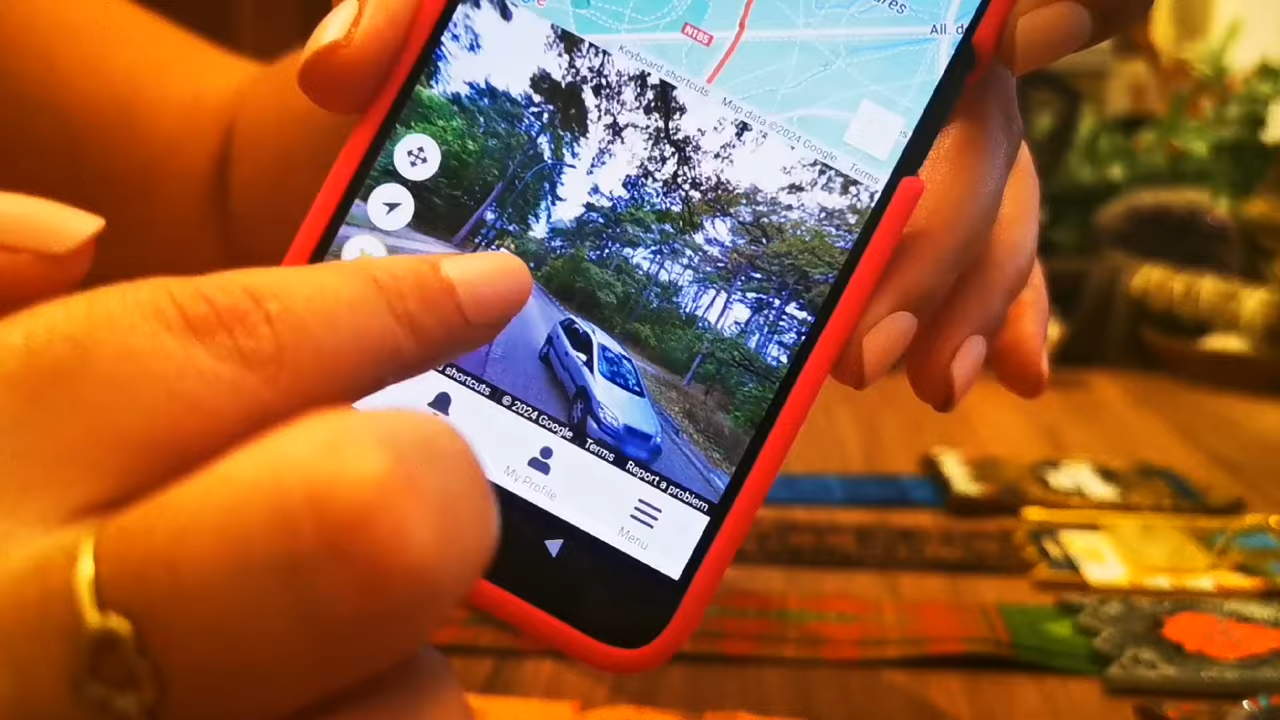 N185
All. d
Keyboard shortcuts
Map data ©2024 Google
Terms
shortcuts
© 2024 Google
Terms
Report a problem
My Profile
Menu